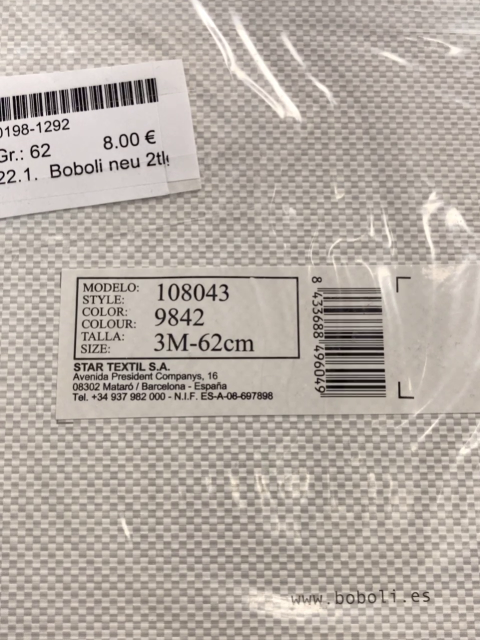 0198-1292
Gr.: 62 8.00 €
22.1. Boboli neu 2tlg
MODELO: 108043
STYLE:
COLOR: 9842
COLOUR:
TALLA: 3M-62cm
SIZE:
STAR TEXTIL S.A.
Avenida President Companys, 16
08302 Mataró / Barcelona - España
Tel. +34 937 982 000 - N.I.F. ES-A-08-697898
8 433688 496049
www.boboli.es